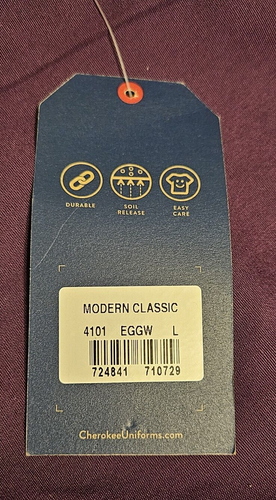 DURABLE
SOIL
RELEASE
EASY
CARE
MODERN CLASSIC
4101 EGGW L
724841 710729
CherokeeUniforms.com